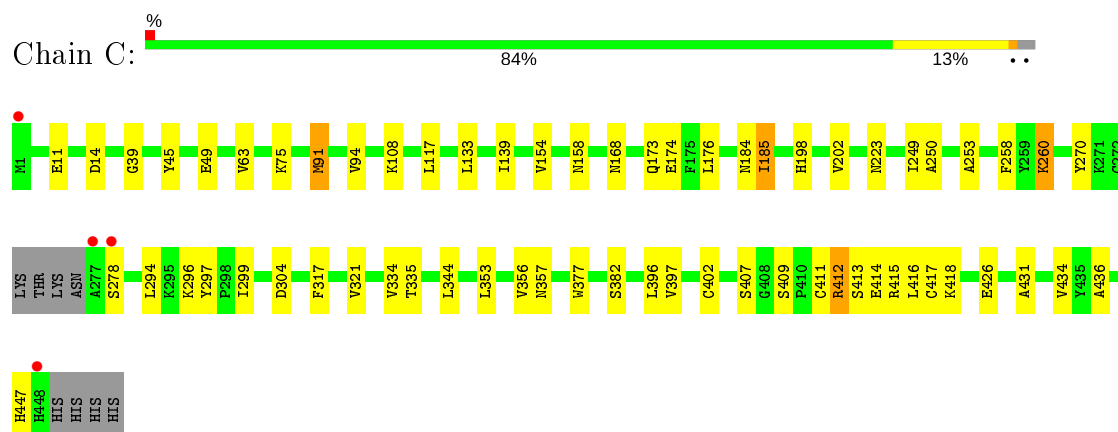 %
Chain C:
84%
13%
• •
M1 E11 D14 G39 Y45 E49 V63 K75 M91 V94 K108 L117 L133 I139 V154 N158 N168 Q173 E174 F175 L176 N184 I185 H198 V202 N223 I249 A250 A253 F258 Y259 K260 Y270 K271 C272
LYS THR LYS ASN A277 S278 L294 K295 K296 Y297 P298 I299 D304 F317 V321 V334 T335 L344 L353 V356 N357 W377 S382 L396 V397 C402 S407 G408 S409 P410 C411 R412 S413 E414 R415 L416 C417 K418 E426 A431 V434 Y435 A436
H447 H448 HIS HIS HIS HIS